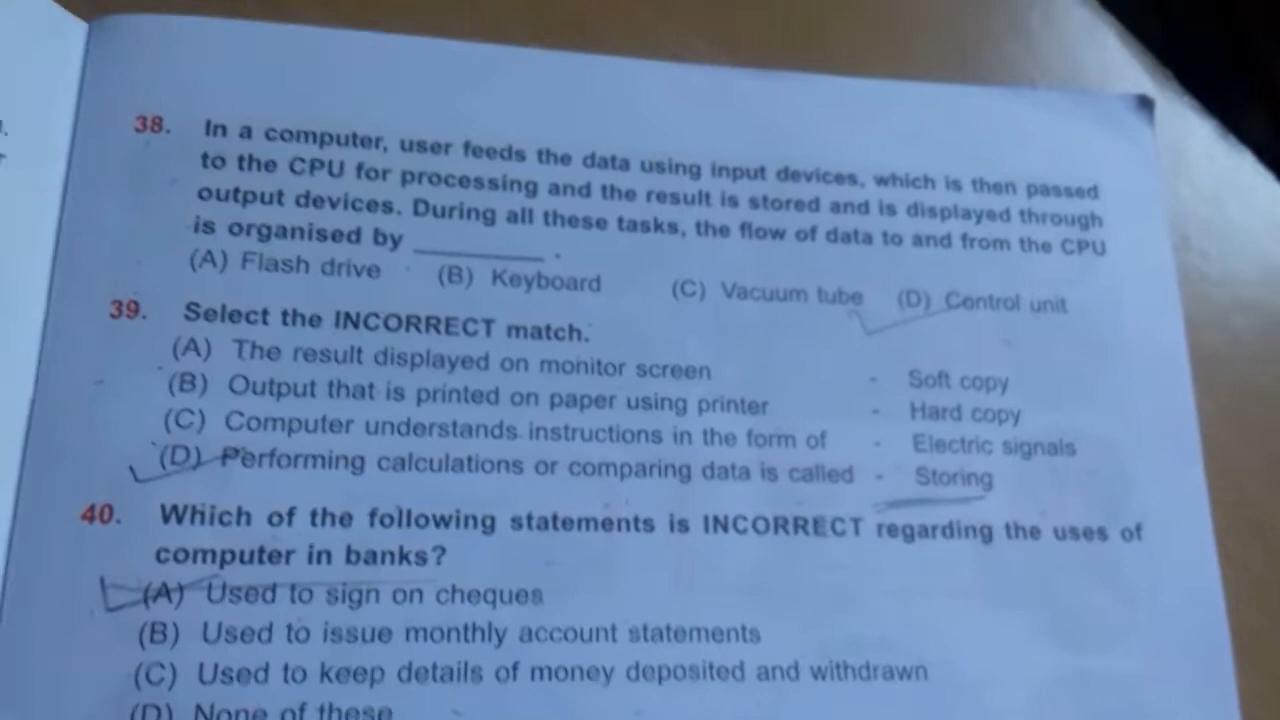 38. In a computer, user feeds the data using input devices, which is then passed
to the CPU for processing and the result is stored and is displayed through
output devices. During all these tasks, the flow of data to and from the CPU
is organised by __________.
(A) Flash drive (B) Keyboard (C) Vacuum tube (D) Control unit
39. Select the INCORRECT match.
(A) The result displayed on monitor screen - Soft copy
(B) Output that is printed on paper using printer - Hard copy
(C) Computer understands instructions in the form of - Electric signals
(D) Performing calculations or comparing data is called - Storing
40. Which of the following statements is INCORRECT regarding the uses of
computer in banks?
(A) Used to sign on cheques
(B) Used to issue monthly account statements
(C) Used to keep details of money deposited and withdrawn
(D) None of these